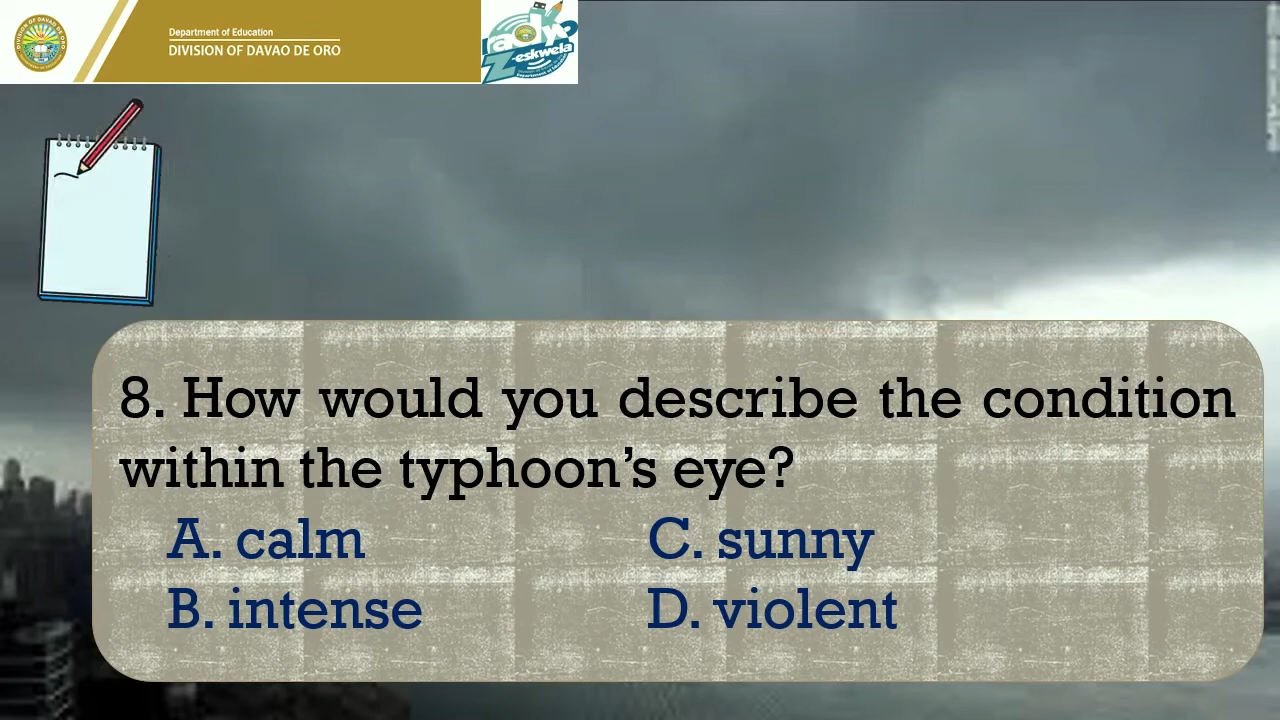 Department of Education
DIVISION OF DAVAO DE ORO
eskwela
8. How would you describe the condition
within the typhoon's eye?
A. calm C. sunny
B. intense D. violent